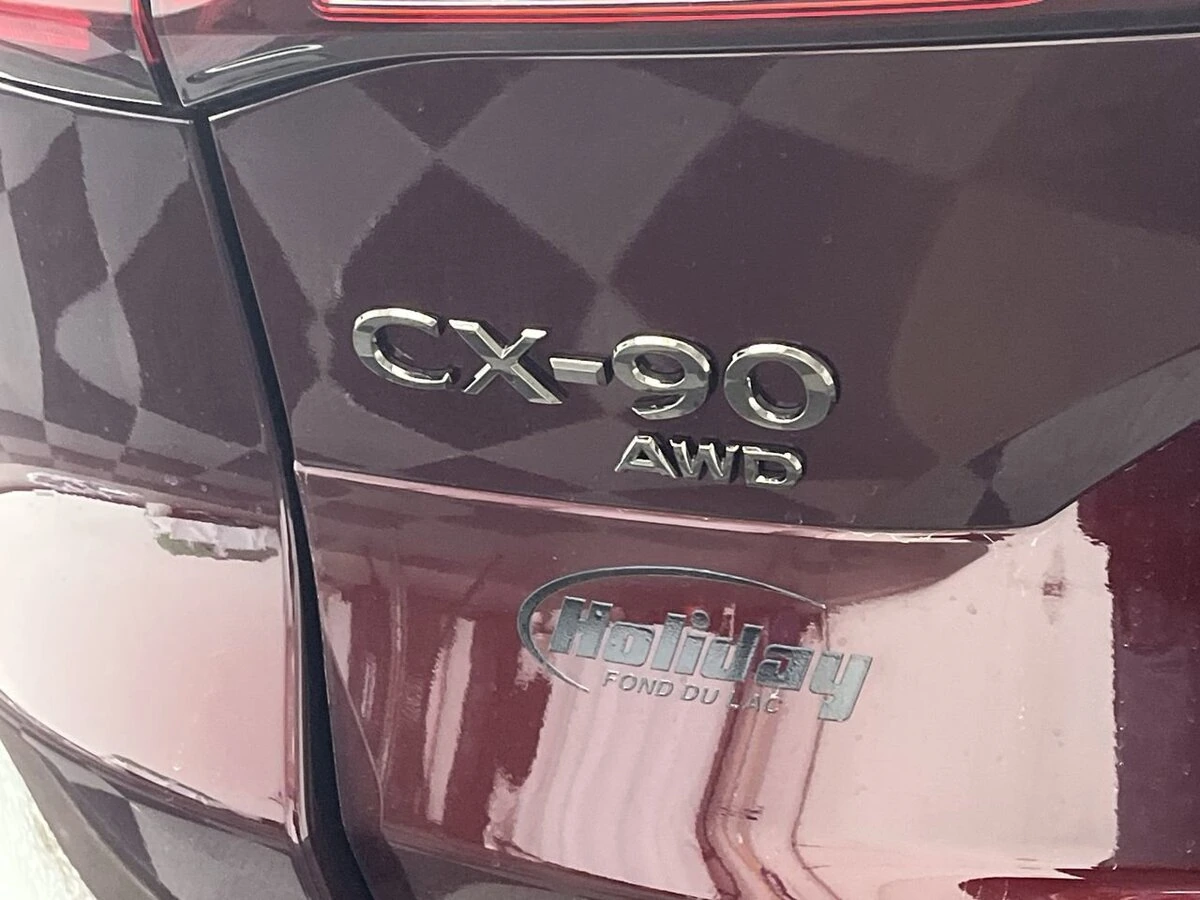 CX-90
AWD
Holiday
FOND DU LAC